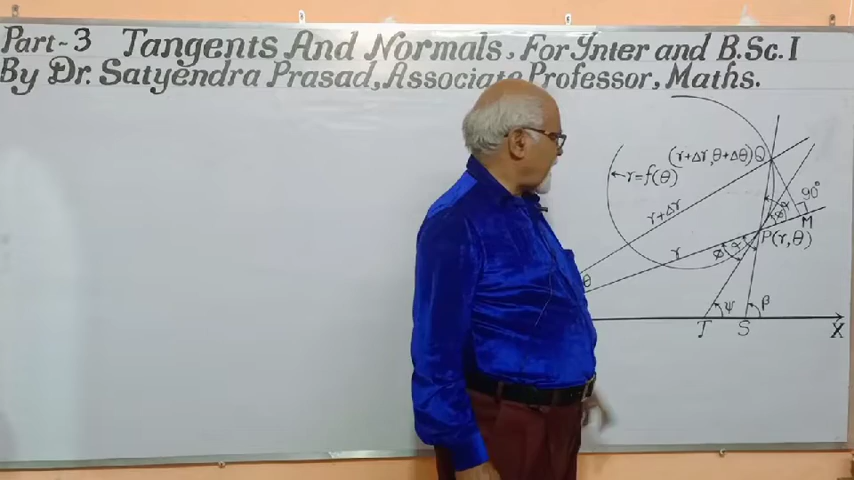 Part-3 Tangents And Normals, For Ynter and B.Sc. I
By Dr. Satyendra Prasad, Associate Professor, Maths.
(r+Δr, θ+Δθ) Q
r=f(θ)
90°
r+Δr
M
r
φ α
P(r,θ)
θ
ψ β
T S X